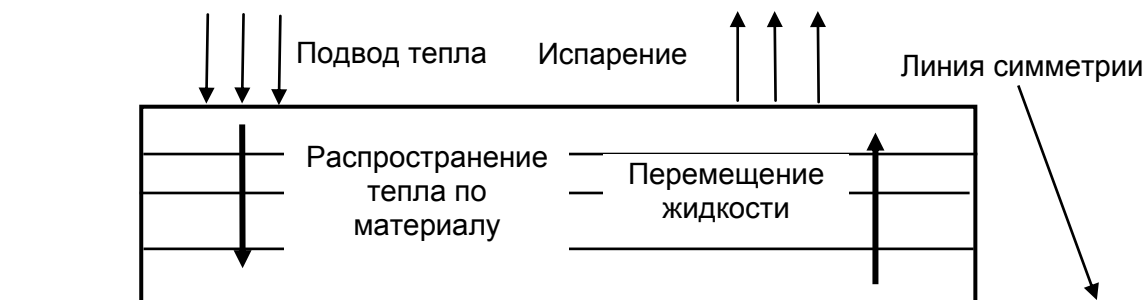 Подвод тепла
Испарение
Линия симметрии
Распространение
тепла по
материалу
Перемещение
жидкости